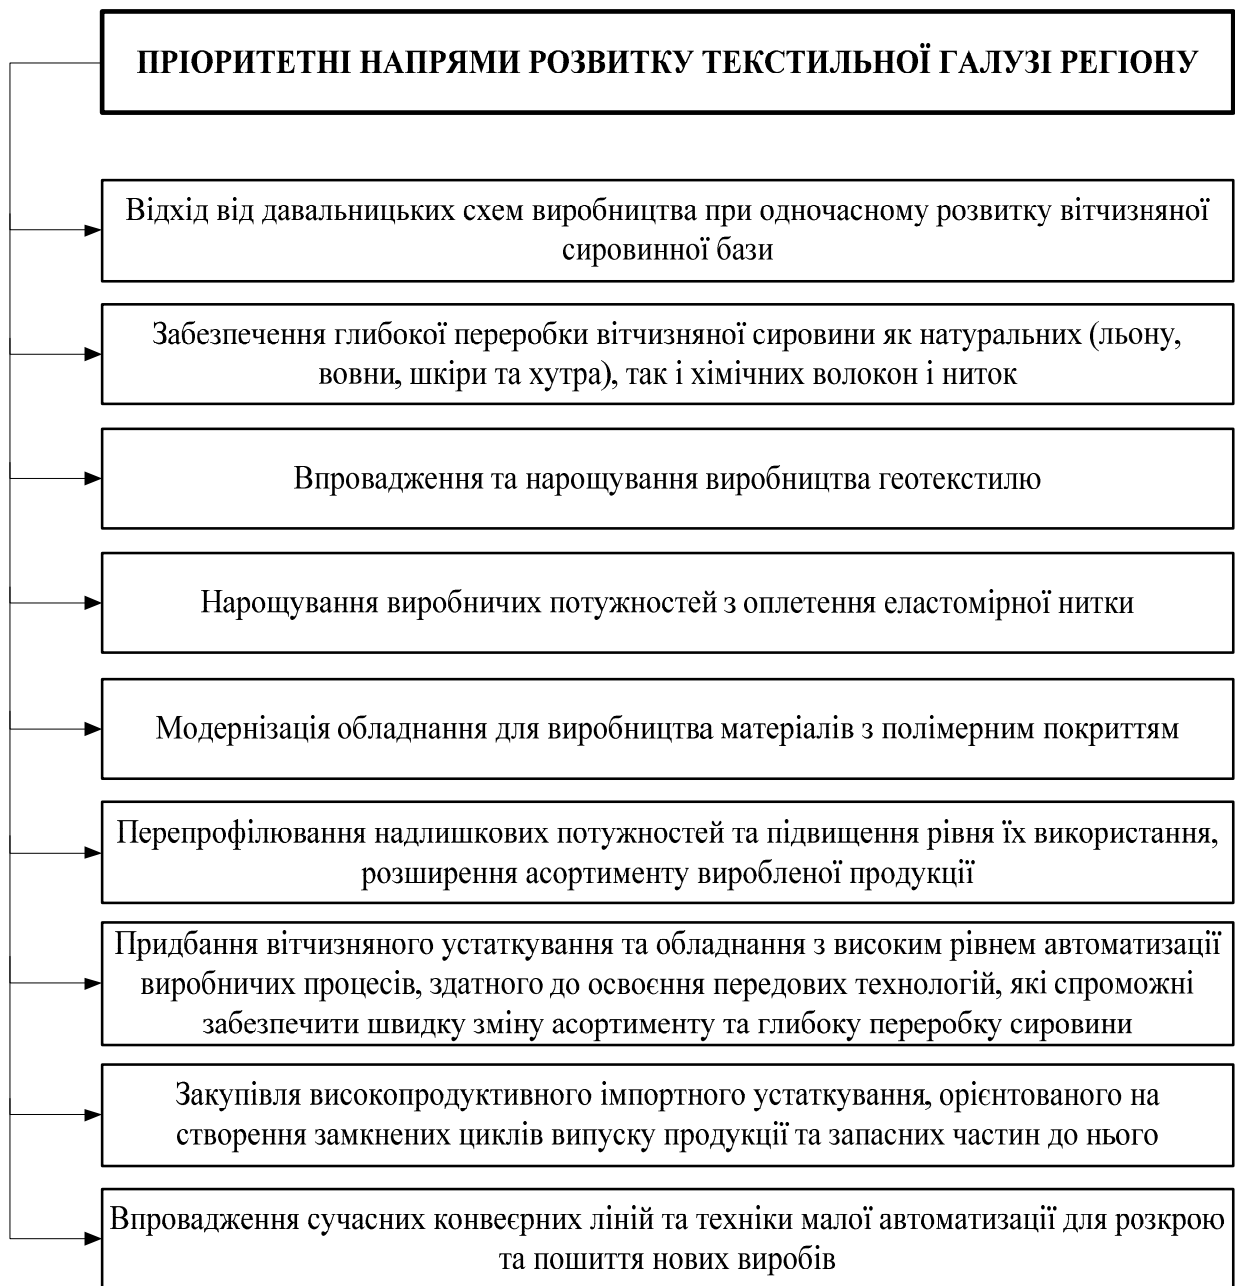 ПРІОРИТЕТНІ НАПРЯМИ РОЗВИТКУ ТЕКСТИЛЬНОЇ ГАЛУЗІ РЕГІОНУ
Відхід від давальницьких схем виробництва при одночасному розвитку вітчизняної
сировинної бази
Забезпечення глибокої переробки вітчизняної сировини як натуральних (льону,
вовни, шкіри та хутра), так і хімічних волокон і ниток
Впровадження та нарощування виробництва геотекстилю
Нарощування виробничих потужностей з оплетення еластомірної нитки
Модернізація обладнання для виробництва матеріалів з полімерним покриттям
Перепрофілювання надлишкових потужностей та підвищення рівня їх використання,
розширення асортименту виробленої продукції
Придбання вітчизняного устаткування та обладнання з високим рівнем автоматизації
виробничих процесів, здатного до освоєння передових технологій, які спроможні
забезпечити швидку зміну асортименту та глибоку переробку сировини
Закупівля високопродуктивного імпортного устаткування, орієнтованого на
створення замкнених циклів випуску продукції та запасних частин до нього
Впровадження сучасних конвеєрних ліній та техніки малої автоматизації для розкрою
та пошиття нових виробів